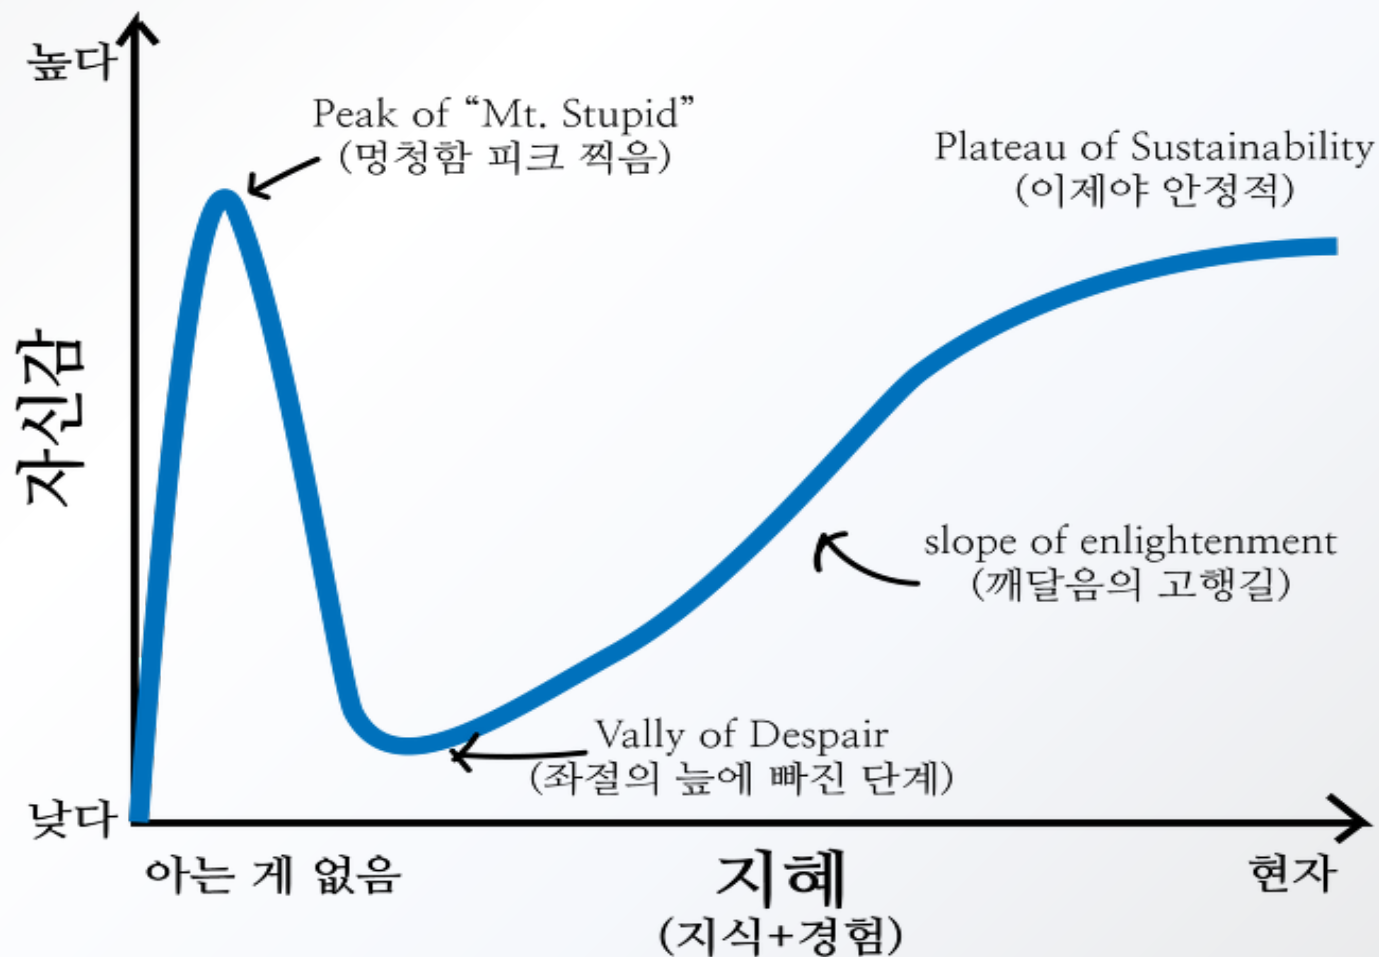 높다
Peak of “Mt. Stupid”
(멍청함 피크 찍음)
Plateau of Sustainability
(이제야 안정적)
자신감
slope of enlightenment
(깨달음의 고행길)
Vally of Despair
(좌절의 늪에 빠진 단계)
낮다
아는 게 없음
지혜
현자
(지식+경험)